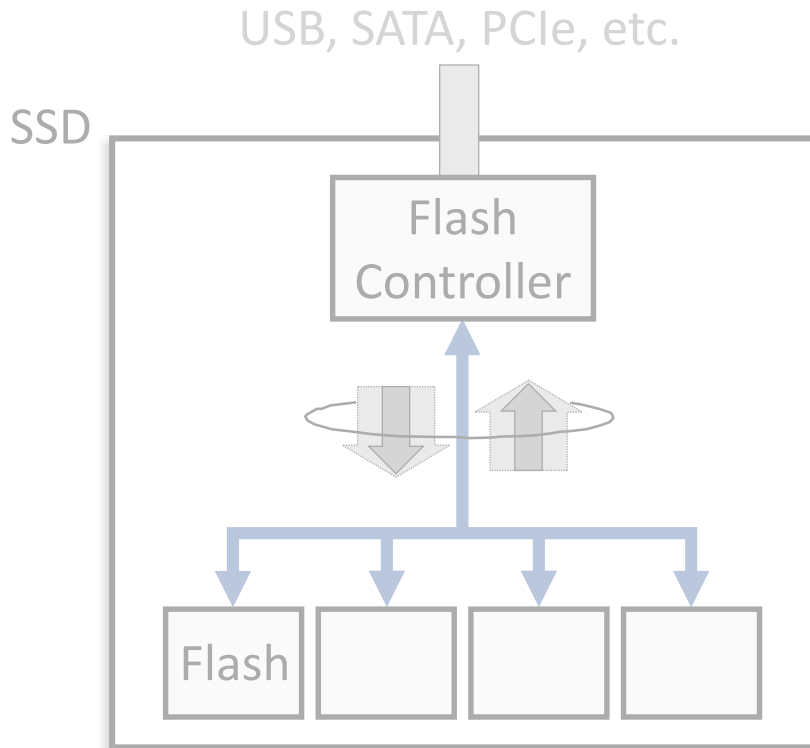 USB, SATA, PCIe, etc.
SSD
Flash
Controller
Flash